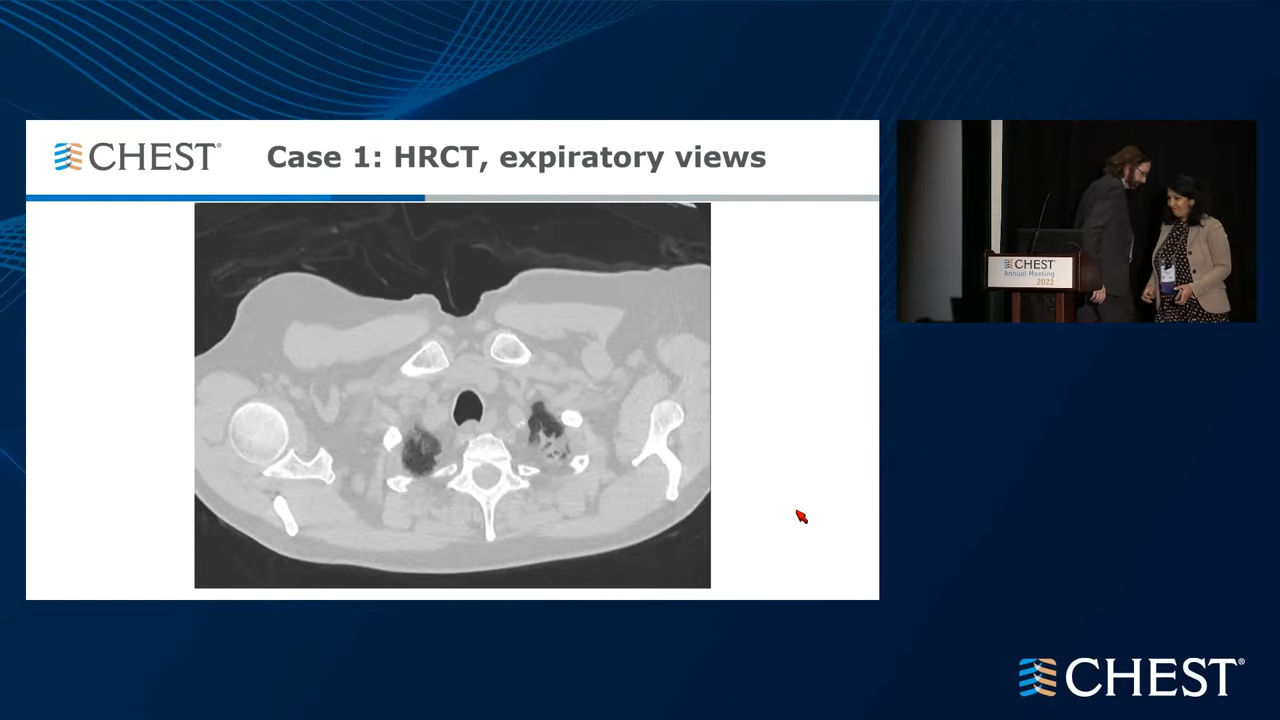 CHEST
Case 1: HRCT, expiratory views
CHEST
Annual Meeting
2022
CHEST